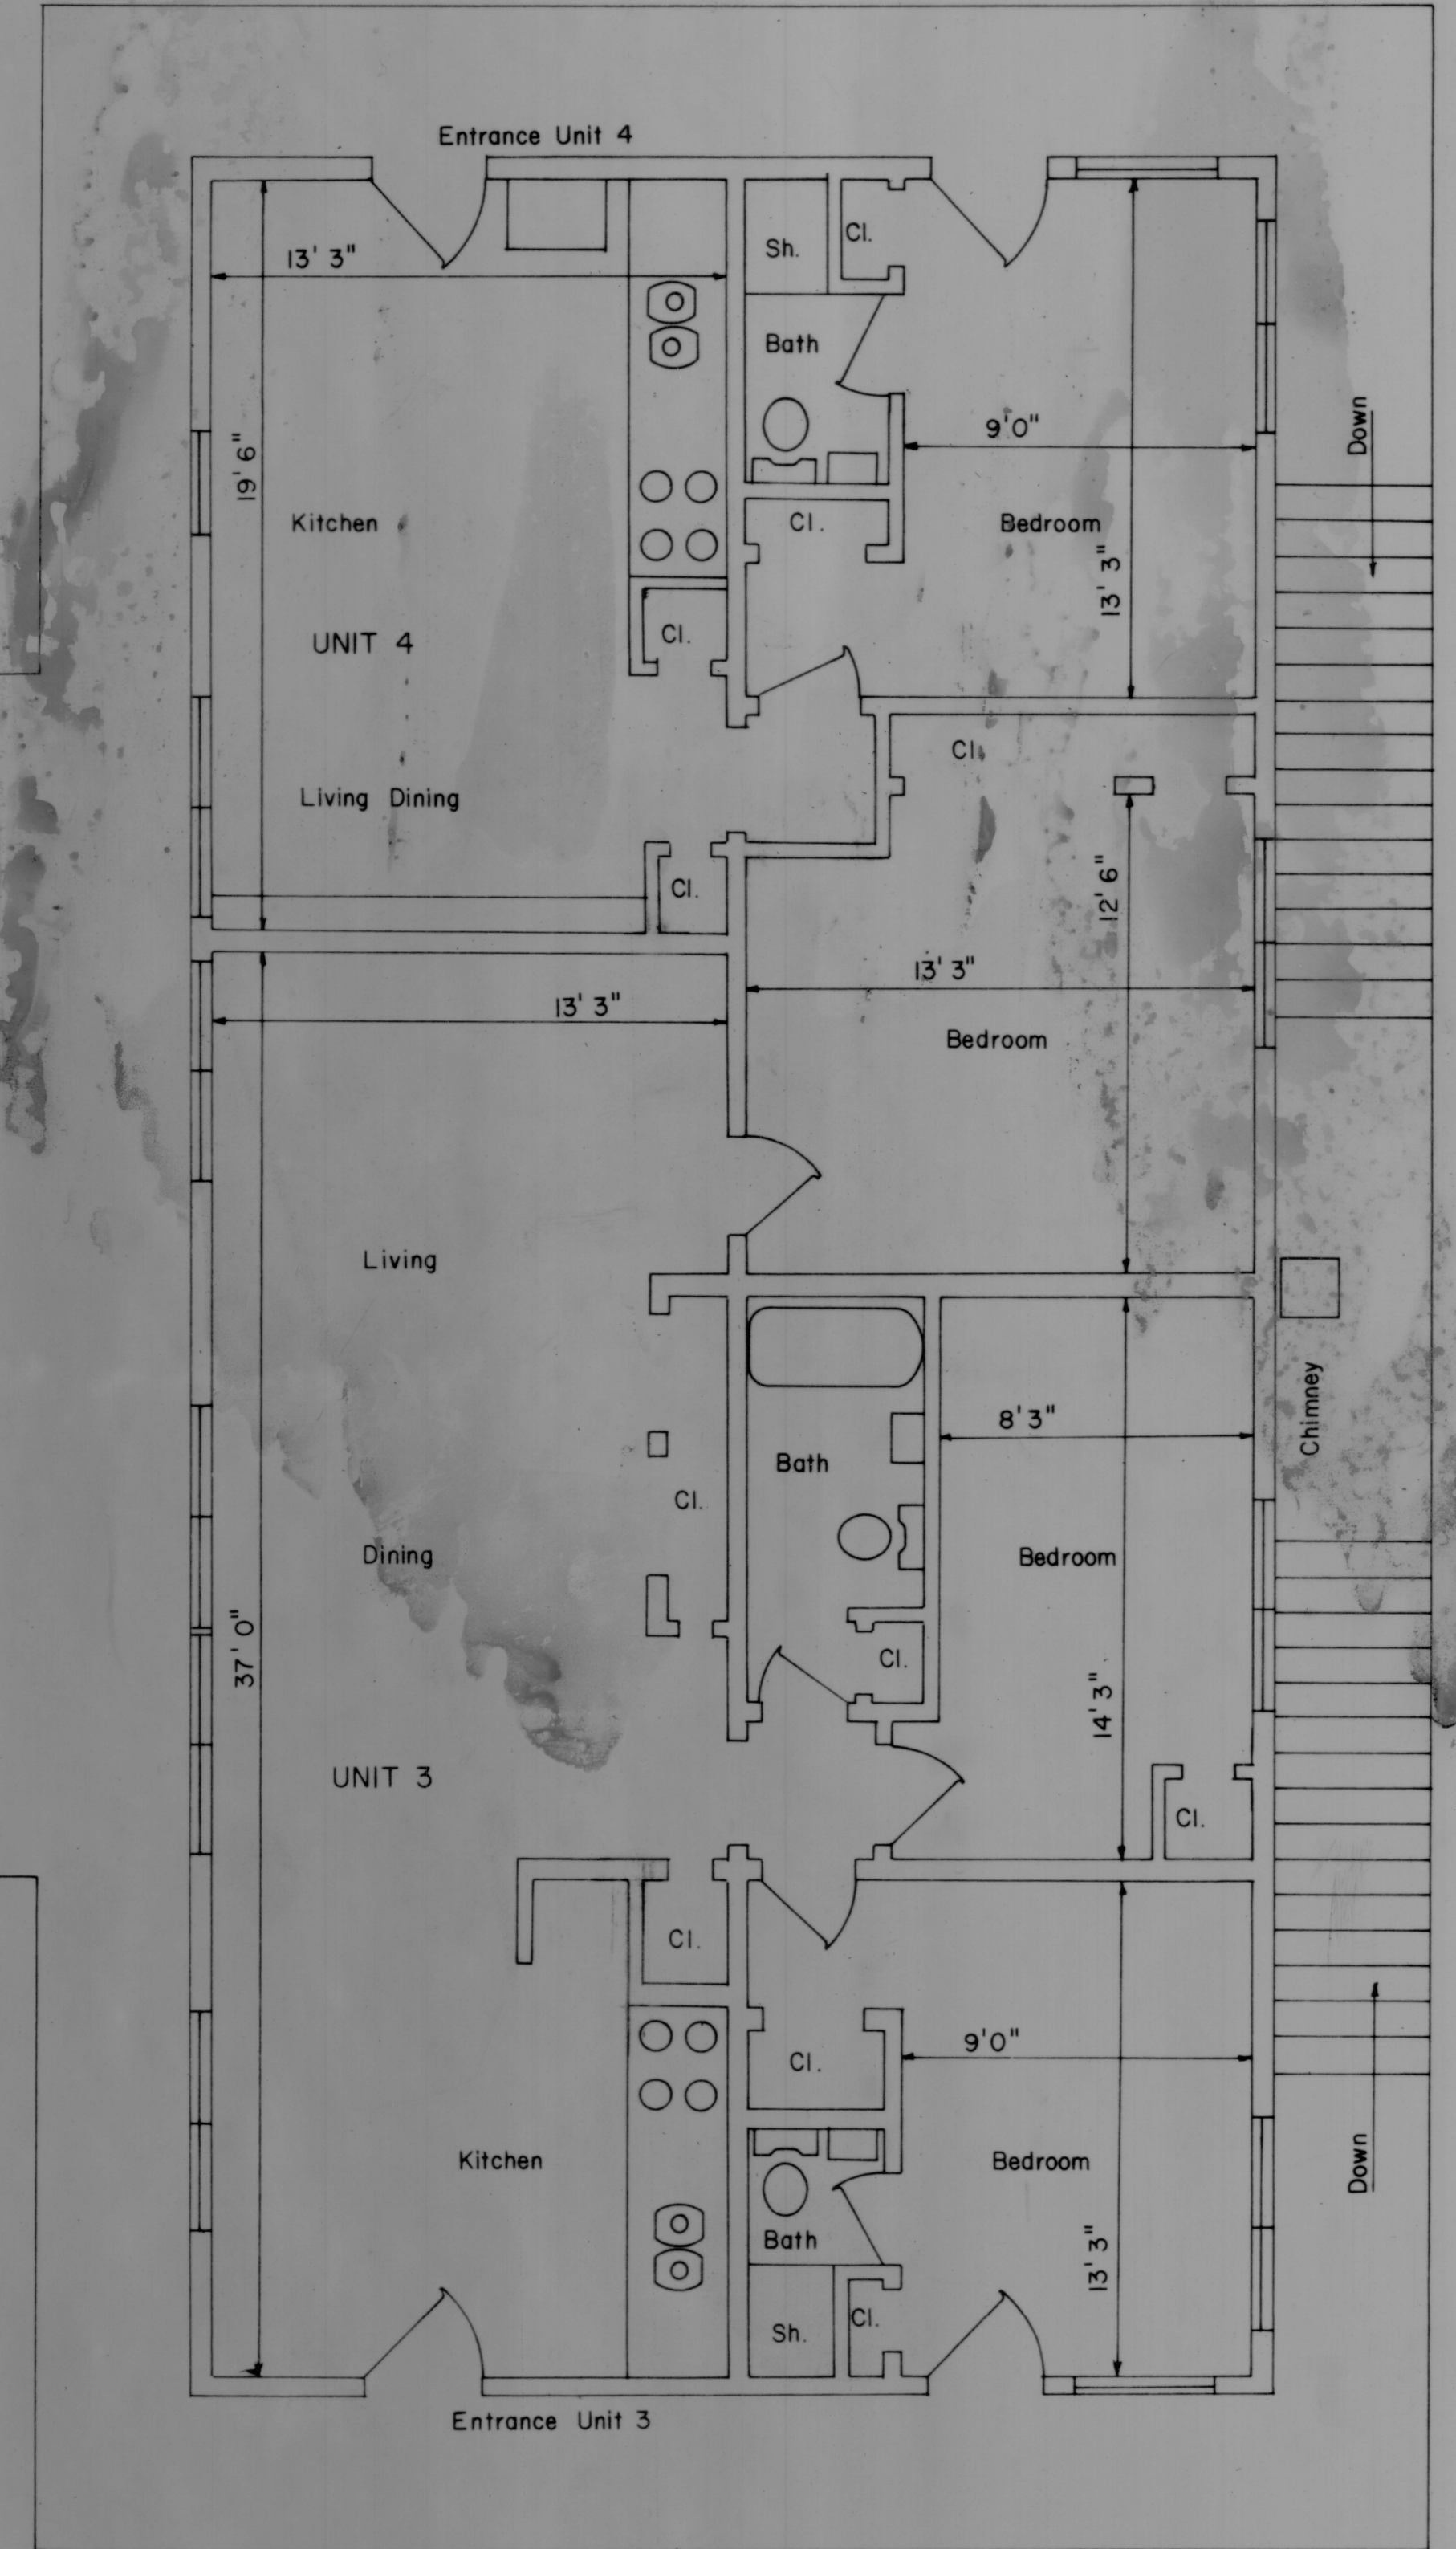 Entrance Unit 4
13' 3"
Sh.
Cl.
Bath
9'0"
Down
19' 6"
Kitchen
Cl.
Bedroom
13' 3"
UNIT 4
Cl.
Cl.
Living Dining
12' 6"
Cl.
13' 3"
13' 3"
Bedroom
Living
8' 3"
Chimney
Bath
Cl.
Dining
Bedroom
37' 0"
Cl.
14' 3"
UNIT 3
Cl.
Cl.
9'0"
Cl.
Kitchen
Bedroom
Down
Bath
13' 3"
Cl.
Sh.
Entrance Unit 3